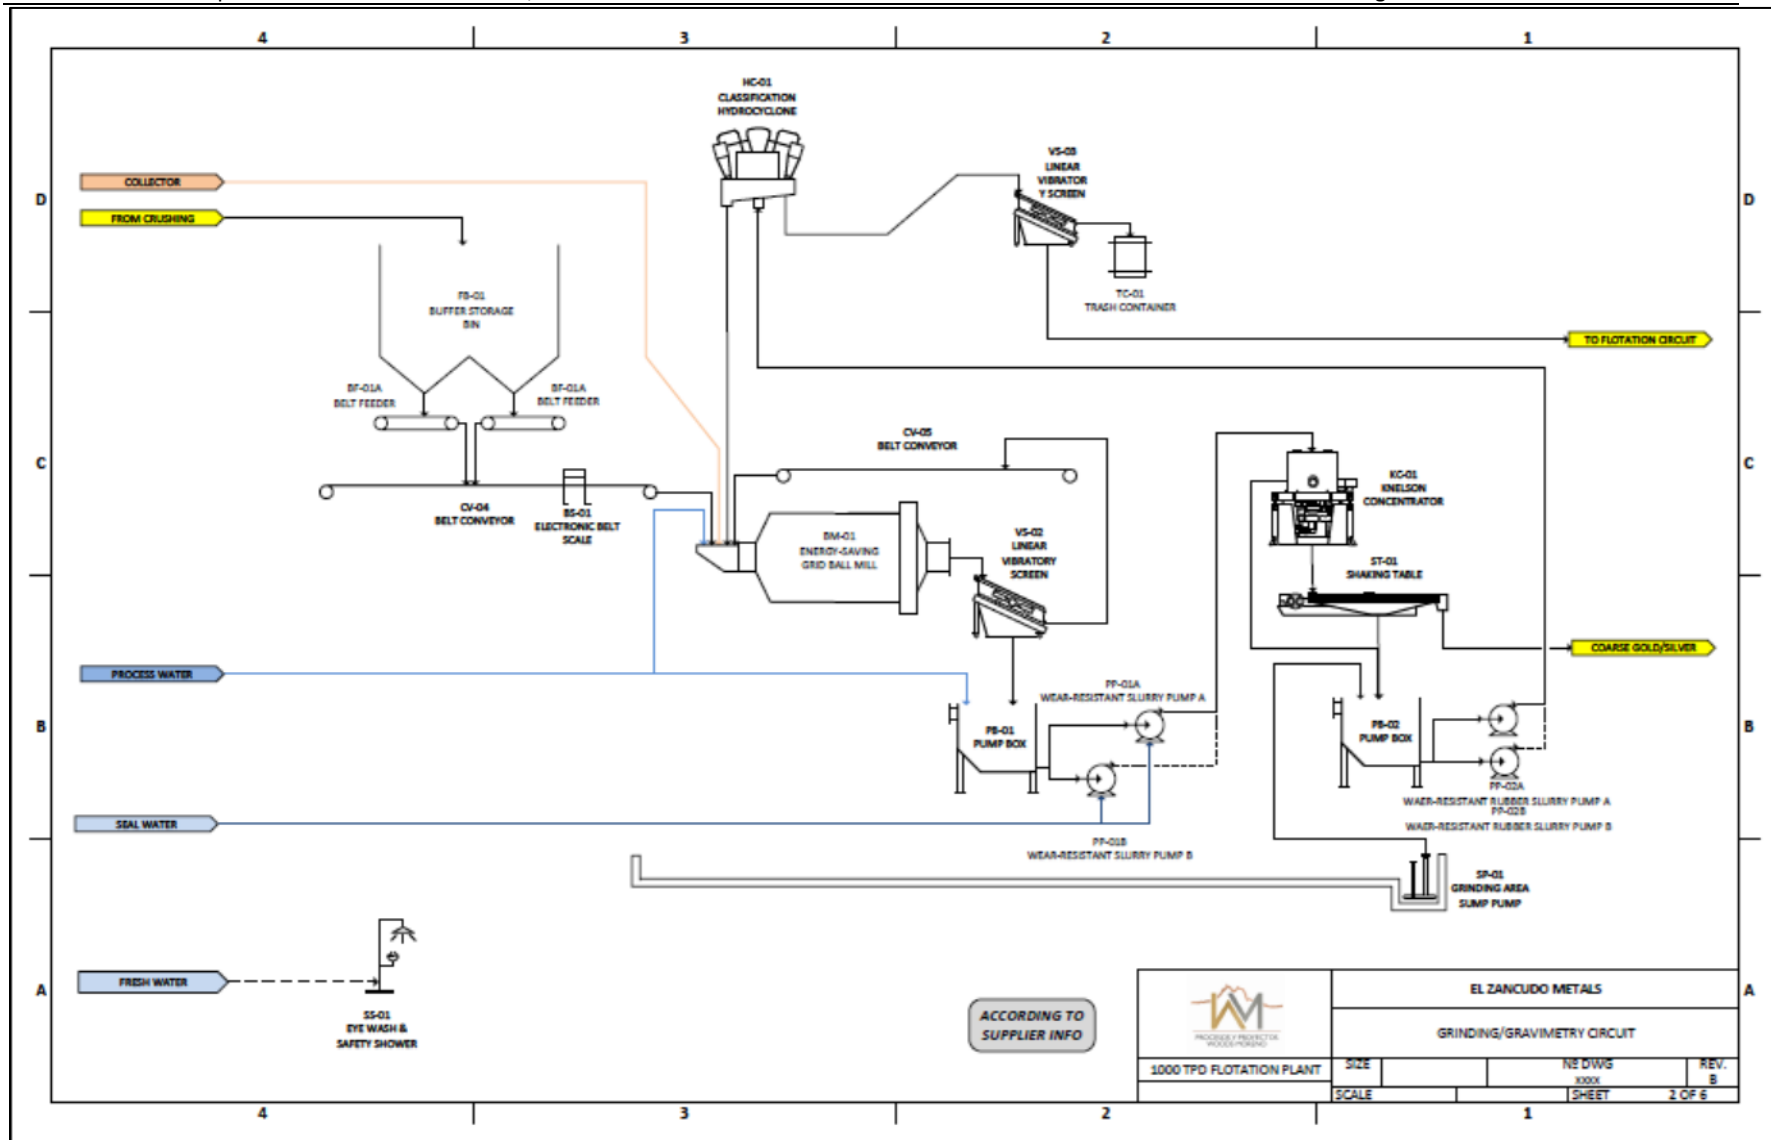 4 3 2 1
HC-01
CLASSIFICATION
HYDROCYCLONE
VS-03
LINEAR
VIBRATOR
Y SCREEN
COLLECTOR
D
D
FROM CRUSHING
FB-01
BUFFER STORAGE
BIN
TC-01
TRASH CONTAINER
TO FLOTATION CIRCUIT
BF-01A
BELT FEEDER
BF-01A
BELT FEEDER
CV-05
BELT CONVEYOR
C
C
KC-01
KNELSON
CONCENTRATOR
CV-04
BELT CONVEYOR
BS-01
ELECTRONIC BELT
SCALE
BM-01
ENERGY-SAVING
GRID BALL MILL
VS-02
LINEAR
VIBRATORY
SCREEN
ST-01
SHAKING TABLE
COARSE GOLD/SILVER
PROCESS WATER
PP-01A
WEAR-RESISTANT SLURRY PUMP A
B
B
PB-01
PUMP BOX
PB-02
PUMP BOX
PP-02A
WAER-RESISTANT RUBBER SLURRY PUMP A
PP-02B
WAER-RESISTANT RUBBER SLURRY PUMP B
SEAL WATER
PP-01B
WEAR-RESISTANT SLURRY PUMP B
SP-01
GRINDING AREA
SUMP PUMP
FRESH WATER
A
A
SS-01
EYE WASH &
SAFETY SHOWER
ACCORDING TO
SUPPLIER INFO
WM
PROCESOS Y PROYECTOS
WOODS MORENO
1000 TPD FLOTATION PLANT
EL ZANCUDO METALS
GRINDING/GRAVIMETRY CIRCUIT
SIZE
Nº DWG
xxxx
REV.
B
SCALE
SHEET
2 OF 6
4 3 2 1